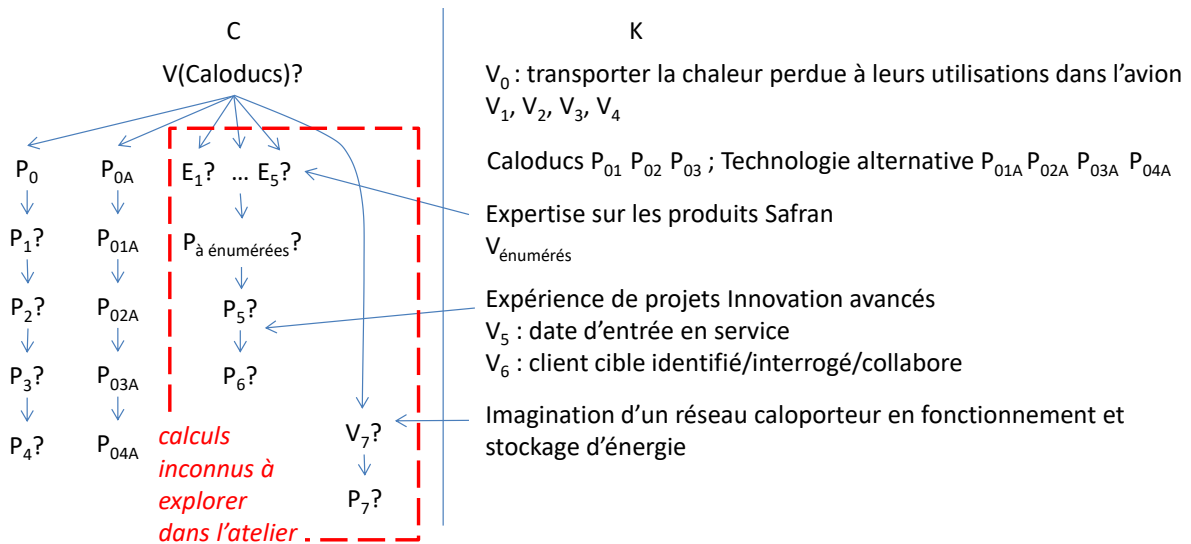 C
V(Caloducs)?
P0 P0A E1? ... E5?
P1? P01A Pà énumérées?
P2? P02A P5?
P3? P03A P6?
P4? P04A V7?
P7?
calculs
inconnus à
explorer
dans l'atelier
K
V0 : transporter la chaleur perdue à leurs utilisations dans l'avion
V1, V2, V3, V4
Caloducs P01 P02 P03 ; Technologie alternative P01A P02A P03A P04A
Expertise sur les produits Safran
Vénumérés
Expérience de projets Innovation avancés
V5 : date d'entrée en service
V6 : client cible identifié/interrogé/collabore
Imagination d'un réseau caloporteur en fonctionnement et
stockage d'énergie